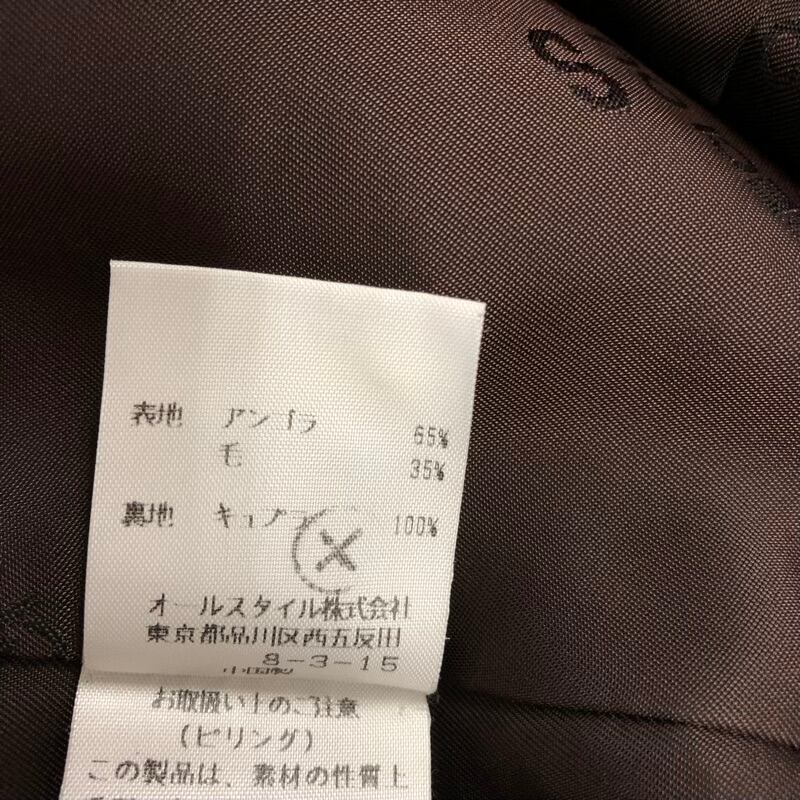 表地 アンゴラ 65%
毛 35%
裏地 キュプラ 100%
オールスタイル株式会社
東京都品川区西五反田
8-3-15
中国製
お取扱い上のご注意
(ピリング)
この製品は、素材の性質上